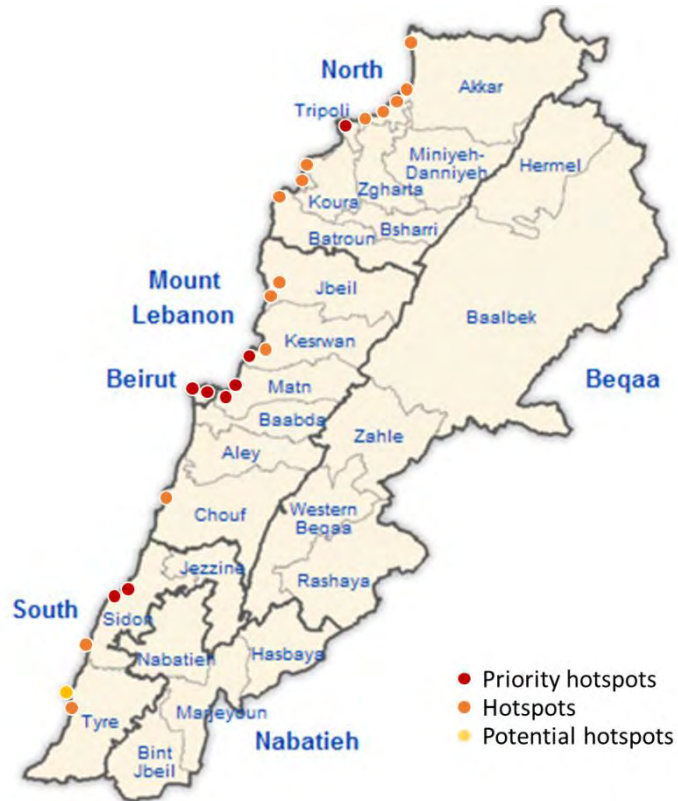 North
Akkar
Tripoli
Miniyeh-
Danniyeh
Hermel
Zgharta
Koura
Bsharri
Batroun
Mount
Lebanon
Jbeil
Baalbek
Kesrwan
Beirut
Matn
Beqaa
Baabda
Zahle
Aley
Western
Beqaa
Chouf
Jezzine
Rashaya
South
Sidon
Hasbaya
Nabatieh
Priority hotspots
Hotspots
Potential hotspots
Tyre
Marjeyoun
Nabatieh
Bint
Jbeil